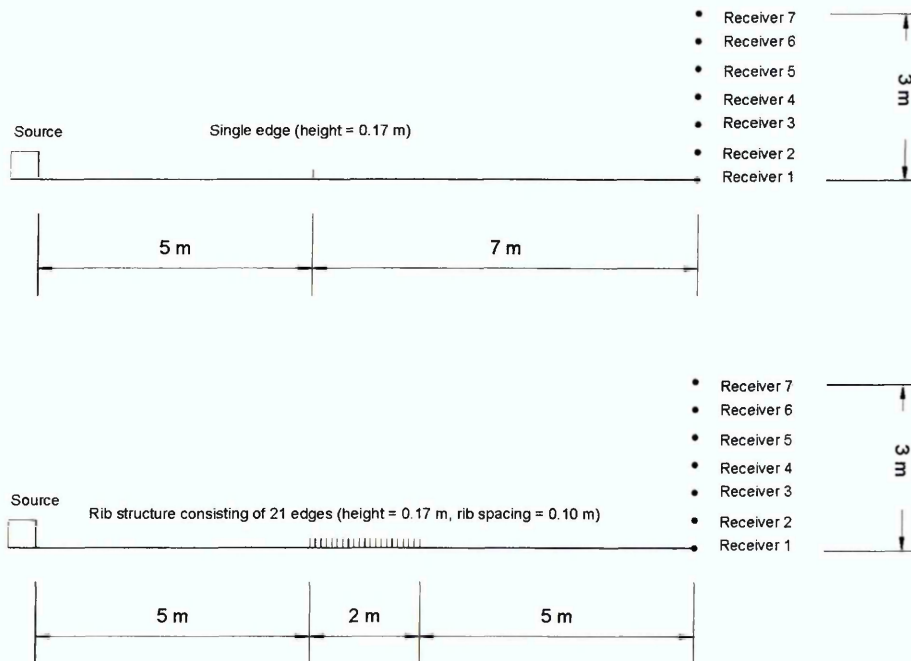 Receiver 7
Receiver 6
Receiver 5
Receiver 4
Receiver 3
Receiver 2
Receiver 1
3 m
Source
Single edge (height = 0.17 m)
5 m
7 m
Receiver 7
Receiver 6
Receiver 5
Receiver 4
Receiver 3
Receiver 2
Receiver 1
3 m
Source
Rib structure consisting of 21 edges (height = 0.17 m, rib spacing = 0.10 m)
5 m
2 m
5 m